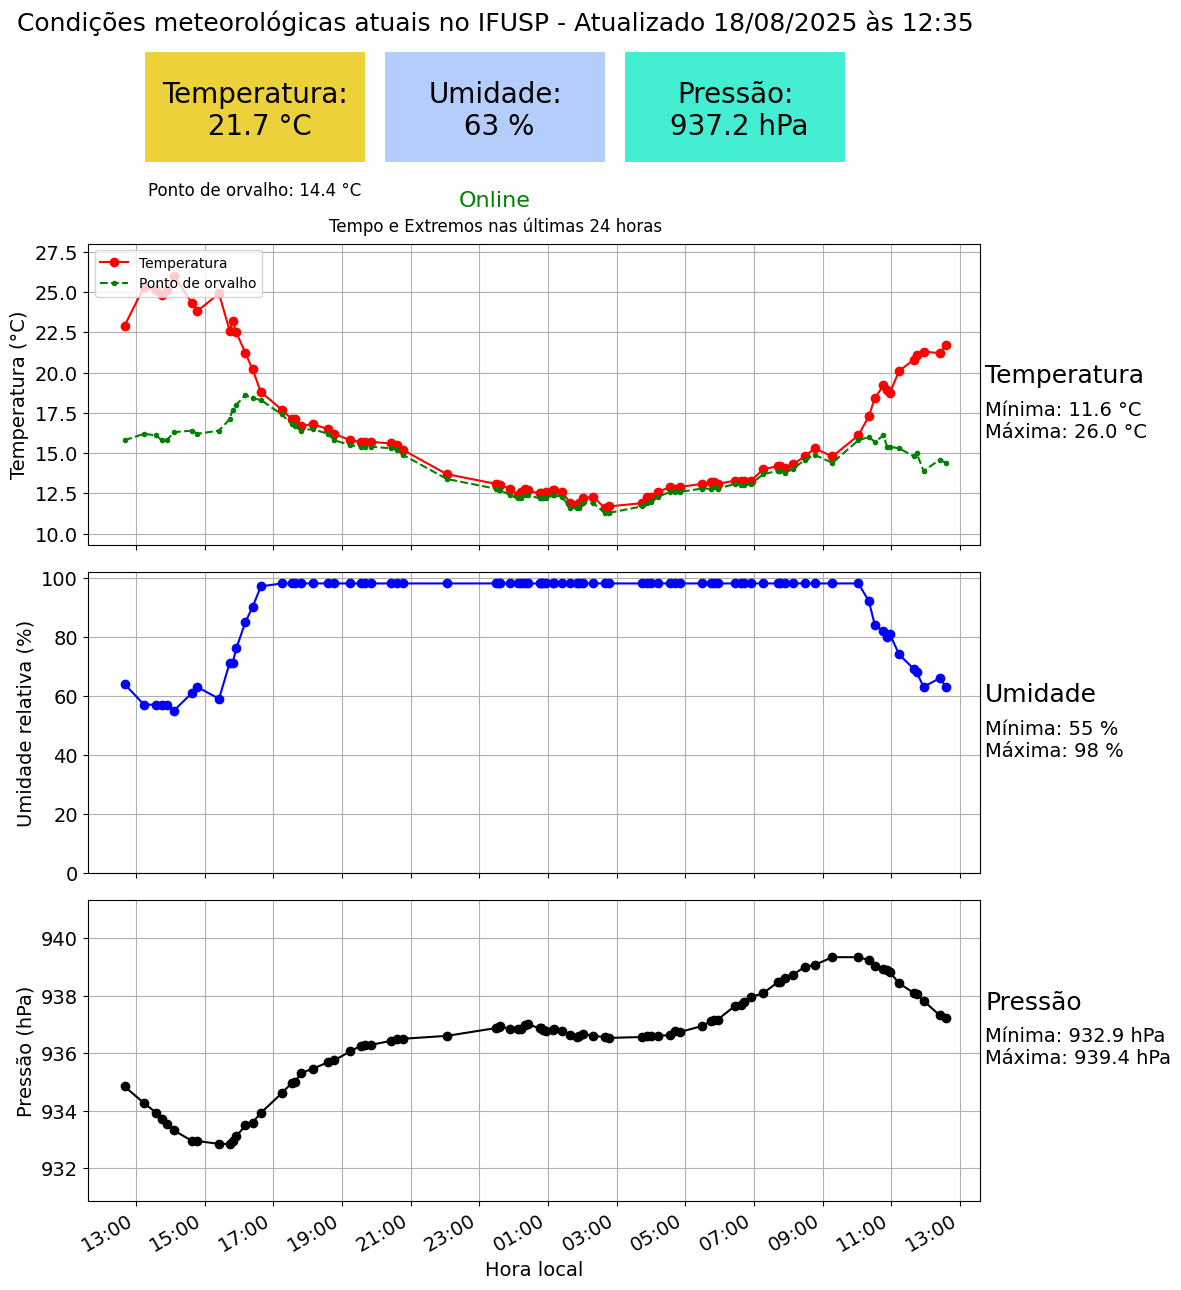 Condições meteorológicas atuais no IFUSP - Atualizado 18/08/2025 às 12:35
Temperatura:
21.7 °C
Umidade:
63 %
Pressão:
937.2 hPa
Ponto de orvalho: 14.4 °C
Online
Tempo e Extremos nas últimas 24 horas
Temperatura (°C)
27.5
25.0
22.5
20.0
17.5
15.0
12.5
10.0
Temperatura
Ponto de orvalho
Temperatura
Mínima: 11.6 °C
Máxima: 26.0 °C
Umidade relativa (%)
100
80
60
40
20
0
Umidade
Mínima: 55 %
Máxima: 98 %
Pressão (hPa)
940
938
936
934
932
Pressão
Mínima: 932.9 hPa
Máxima: 939.4 hPa
13:00 15:00 17:00 19:00 21:00 23:00 01:00 03:00 05:00 07:00 09:00 11:00 13:00
Hora local